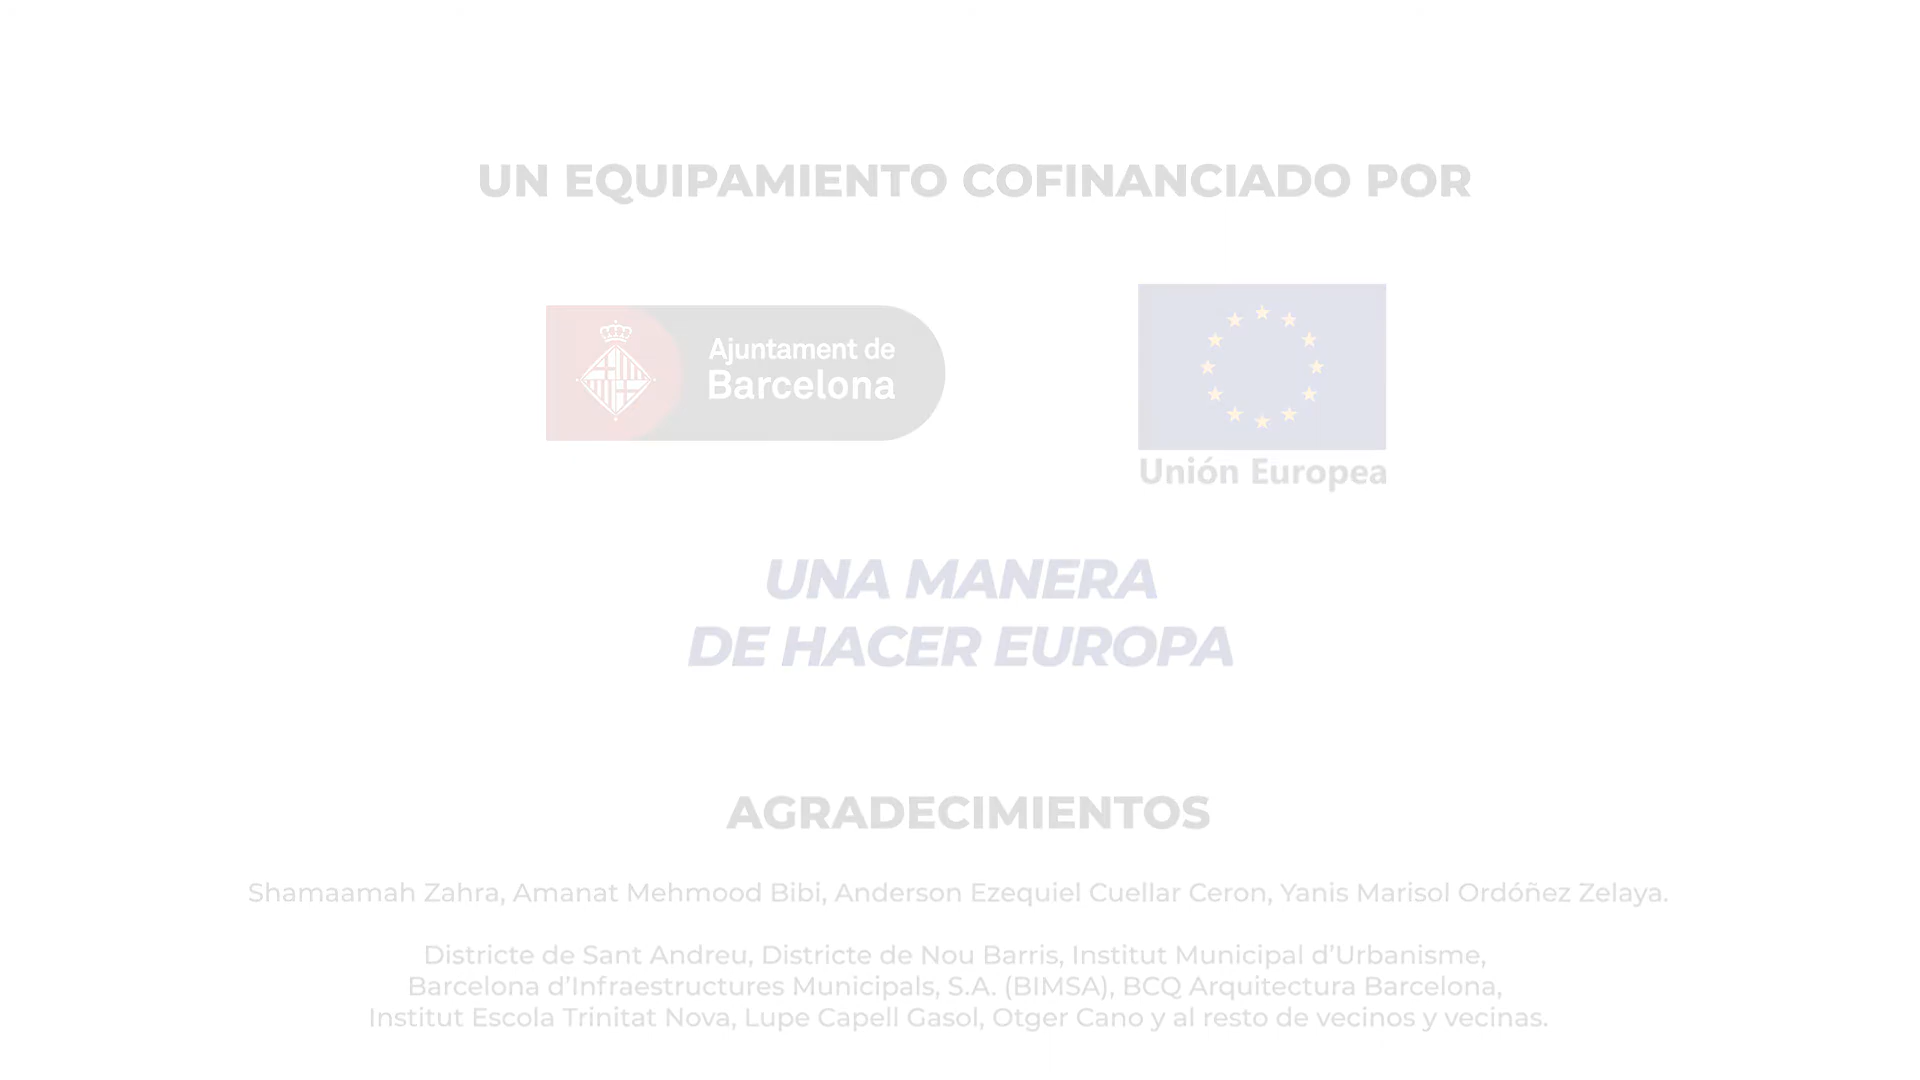 UN EQUIPAMIENTO COFINANCIADO POR
Ajuntament de
Barcelona
Unión Europea
UNA MANERA
DE HACER EUROPA
AGRADECIMIENTOS
Shamaamah Zahra, Amanat Mehmood Bibi, Anderson Ezequiel Cuellar Ceron, Yanis Marisol Ordóñez Zelaya.
Districte de Sant Andreu, Districte de Nou Barris, Institut Municipal d’Urbanisme,
Barcelona d’Infraestructures Municipals, S.A. (BIMSA), BCQ Arquitectura Barcelona,
Institut Escola Trinitat Nova, Lupe Capell Gasol, Otger Cano y al resto de vecinos y vecinas.